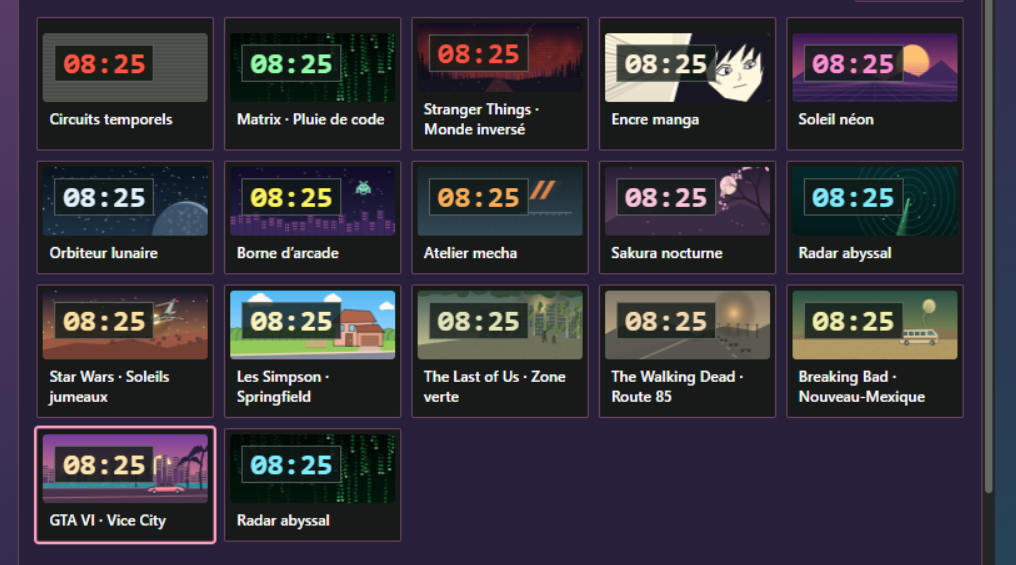 08:25
Circuits temporels
08:25
Matrix · Pluie de code
08:25
Stranger Things ·
Monde inversé
08:25
Encre manga
08:25
Soleil néon
08:25
Orbiteur lunaire
08:25
Borne d’arcade
08:25
Atelier mecha
08:25
Sakura nocturne
08:25
Radar abyssal
08:25
Star Wars · Soleils
jumeaux
08:25
Les Simpson ·
Springfield
08:25
The Last of Us · Zone
verte
08:25
The Walking Dead ·
Route 85
08:25
Breaking Bad ·
Nouveau-Mexique
08:25
GTA VI · Vice City
08:25
Radar abyssal